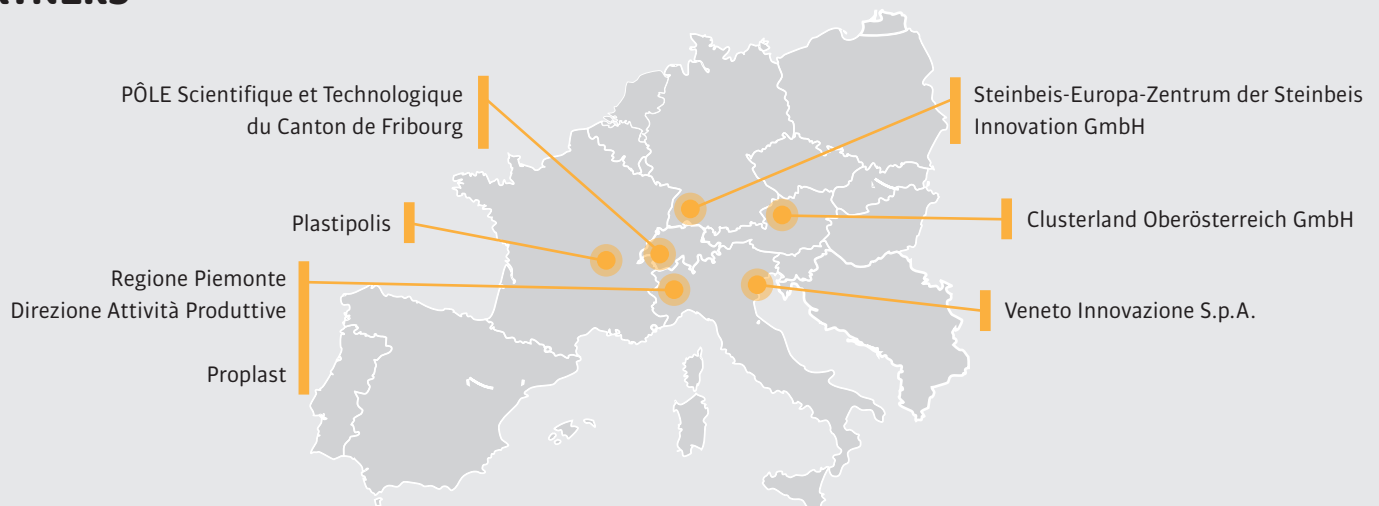 PÔLE Scientifique et Technologique
du Canton de Fribourg
Plastipolis
Regione Piemonte
Direzione Attività Produttive
Proplast
Steinbeis-Europa-Zentrum der Steinbeis
Innovation GmbH
Clusterland Oberösterreich GmbH
Veneto Innovazione S.p.A.